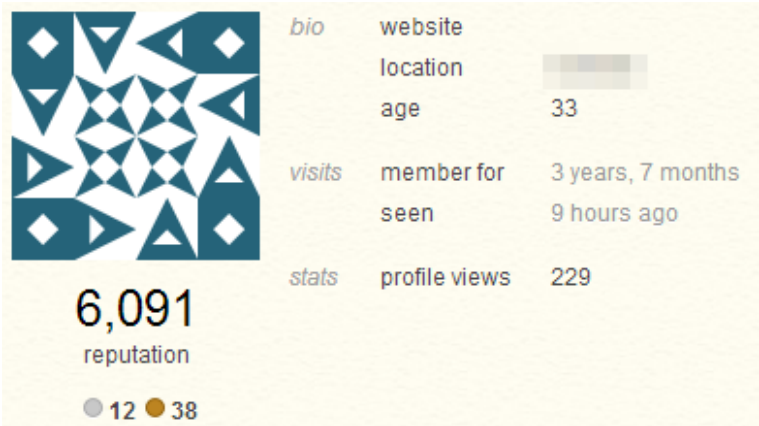 bio website
location
age 33
visits member for 3 years, 7 months
seen 9 hours ago
stats profile views 229
6,091
reputation
12 38